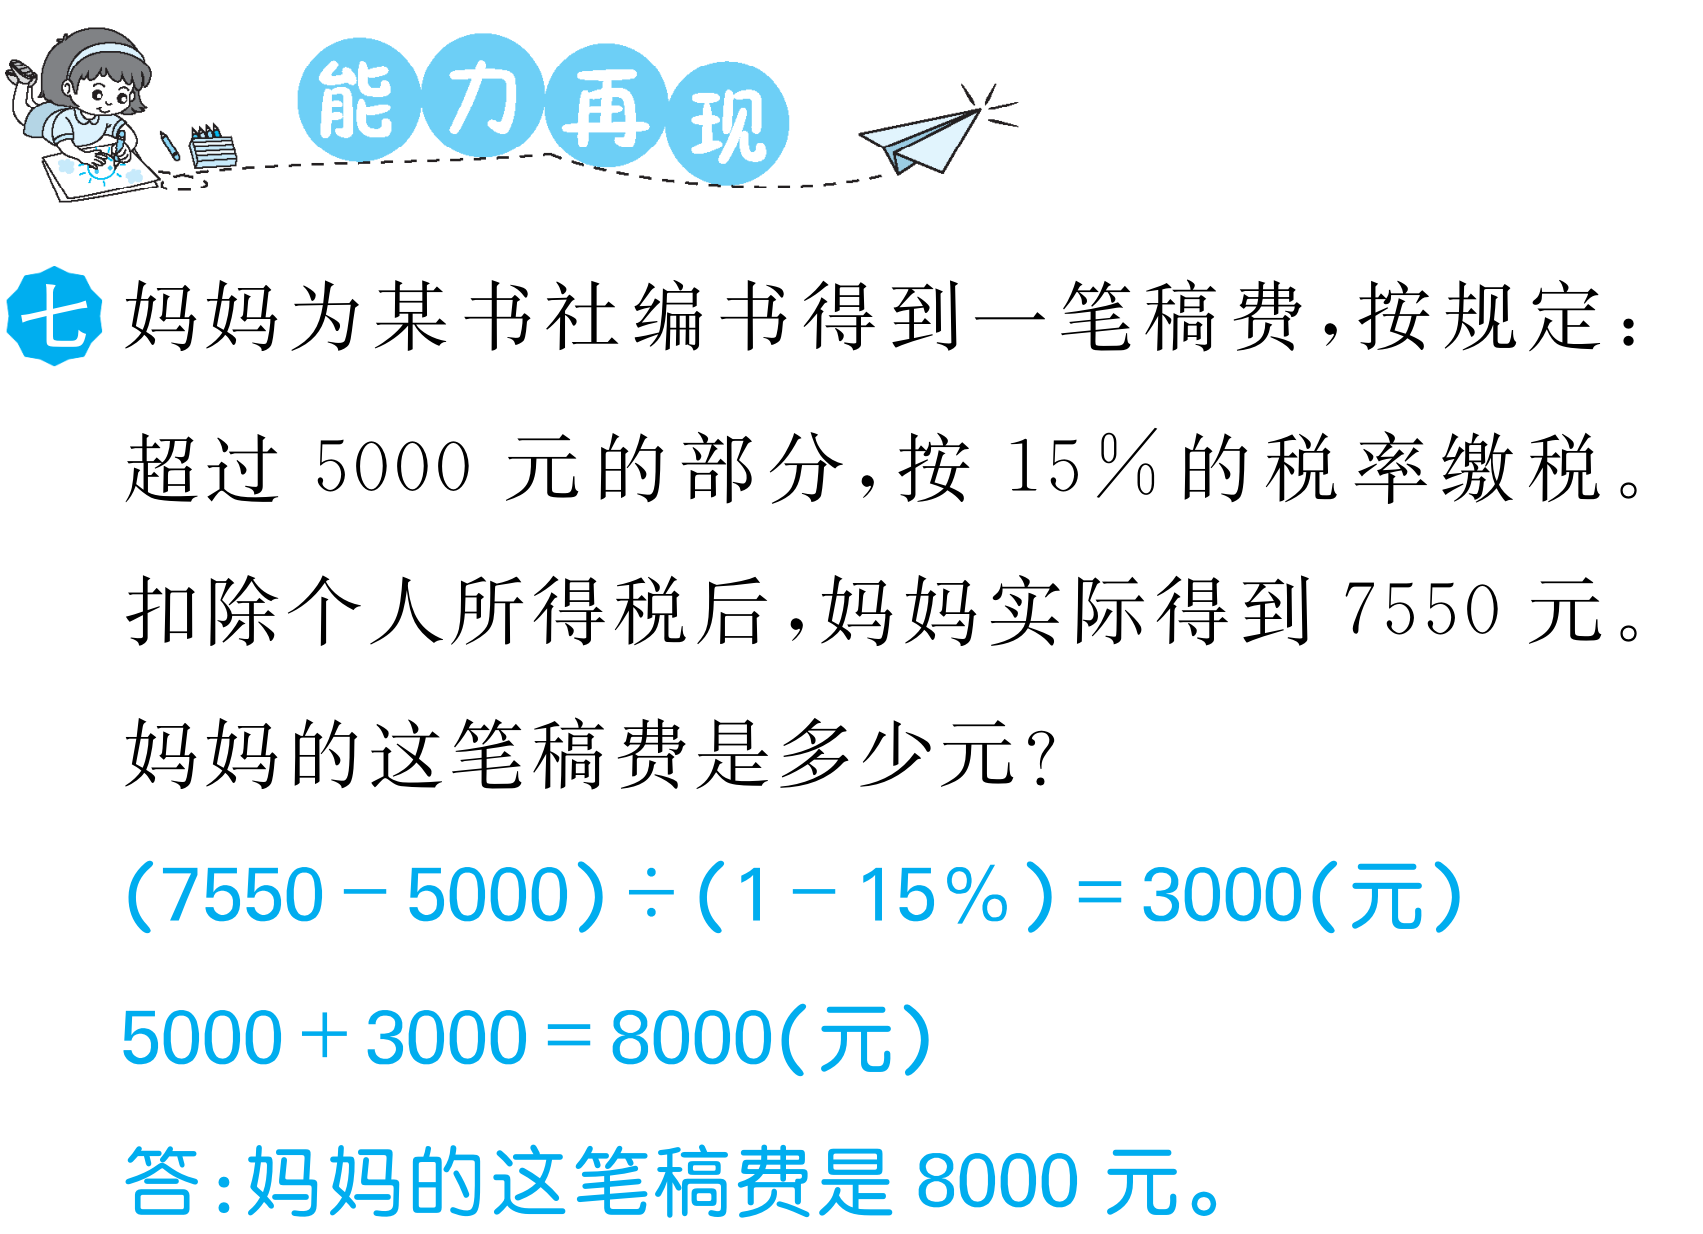 能力再现
七 妈妈为某书社编书得到一笔稿费,按规定:
超过 5000 元的部分,按 15%的税率缴税。
扣除个人所得税后,妈妈实际得到 7550 元。
妈妈的这笔稿费是多少元?
(7550-5000)÷(1-15%)=3000(元)
5000+3000=8000(元)
答:妈妈的这笔稿费是 8000 元。